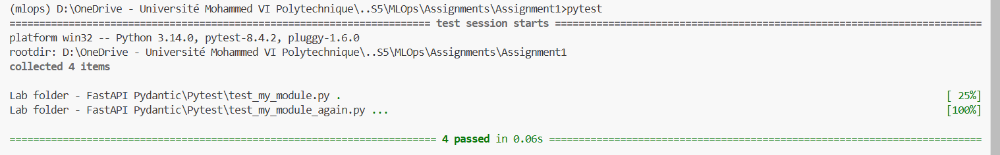 (mlops) D:\OneDrive - Université Mohammed VI Polytechnique\..S5\MLOps\Assignments\Assignment1>pytest
======================================================================= test session starts ========================================================================
platform win32 -- Python 3.14.0, pytest-8.4.2, pluggy-1.6.0
rootdir: D:\OneDrive - Université Mohammed VI Polytechnique\..S5\MLOps\Assignments\Assignment1
collected 4 items
Lab folder - FastAPI Pydantic\Pytest\test_my_module.py . [ 25%]
Lab folder - FastAPI Pydantic\Pytest\test_my_module_again.py ... [100%]
======================================================================== 4 passed in 0.06s =========================================================================